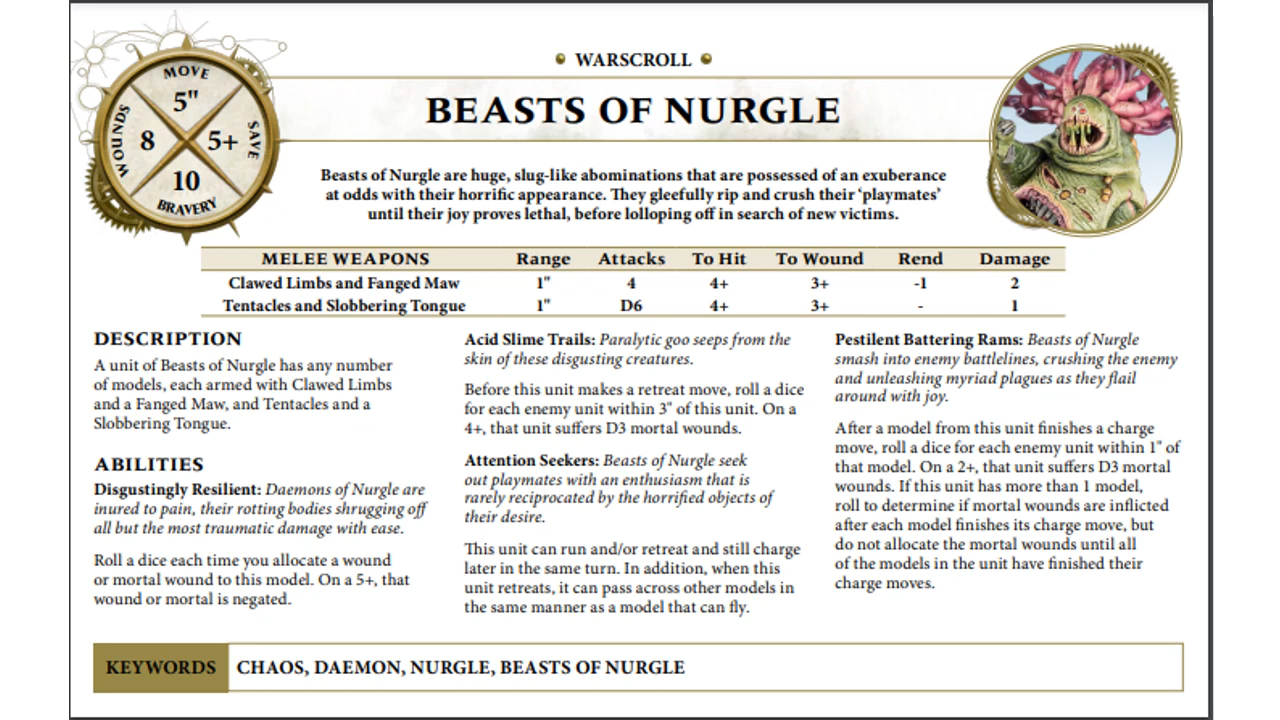 WARSCROLL
BEASTS OF NURGLE
MOVE
5"
WOUNDS
8
5+
SAVE
10
BRAVERY
Beasts of Nurgle are huge, slug-like abominations that are possessed of an exuberance
at odds with their horrific appearance. They gleefully rip and crush their ‘playmates’
until their joy proves lethal, before lolloping off in search of new victims.
MELEE WEAPONS Range Attacks To Hit To Wound Rend Damage
Clawed Limbs and Fanged Maw 1" 4 4+ 3+ -1 2
Tentacles and Slobbering Tongue 1" D6 4+ 3+ - 1
DESCRIPTION
A unit of Beasts of Nurgle has any number
of models, each armed with Clawed Limbs
and a Fanged Maw, and Tentacles and a
Slobbering Tongue.
ABILITIES
Disgustingly Resilient: Daemons of Nurgle are
inured to pain, their rotting bodies shrugging off
all but the most traumatic damage with ease.
Roll a dice each time you allocate a wound
or mortal wound to this model. On a 5+, that
wound or mortal is negated.
Acid Slime Trails: Paralytic goo seeps from the
skin of these disgusting creatures.
Before this unit makes a retreat move, roll a dice
for each enemy unit within 3" of this unit. On a
4+, that unit suffers D3 mortal wounds.
Attention Seekers: Beasts of Nurgle seek
out playmates with an enthusiasm that is
rarely reciprocated by the horrified objects of
their desire.
This unit can run and/or retreat and still charge
later in the same turn. In addition, when this
unit retreats, it can pass across other models in
the same manner as a model that can fly.
Pestilent Battering Rams: Beasts of Nurgle
smash into enemy battlelines, crushing the enemy
and unleashing myriad plagues as they flail
around with joy.
After a model from this unit finishes a charge
move, roll a dice for each enemy unit within 1" of
that model. On a 2+, that unit suffers D3 mortal
wounds. If this unit has more than 1 model,
roll to determine if mortal wounds are inflicted
after each model finishes its charge move, but
do not allocate the mortal wounds until all
of the models in the unit have finished their
charge moves.
KEYWORDS CHAOS, DAEMON, NURGLE, BEASTS OF NURGLE